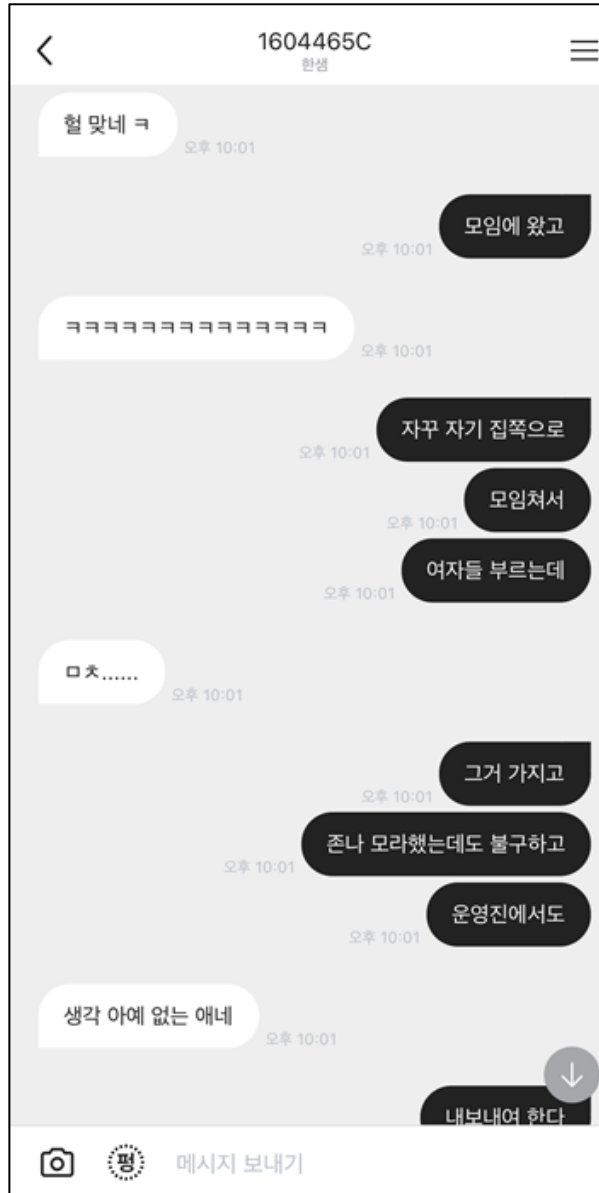 1604465C
한샘
헐 맞네 ㅋ
오후 10:01
모임에 왔고
오후 10:01
ㅋㅋㅋㅋㅋㅋㅋㅋㅋㅋㅋㅋㅋㅋ
오후 10:01
자꾸 자기 집쪽으로
오후 10:01
모임쳐서
오후 10:01
여자들 부르는데
오후 10:01
ㅁㅊ......
오후 10:01
그거 가지고
오후 10:01
존나 모라했는데도 불구하고
오후 10:01
운영진에서도
오후 10:01
생각 아예 없는 애네
오후 10:01
내보내여 한다
펑
메시지 보내기